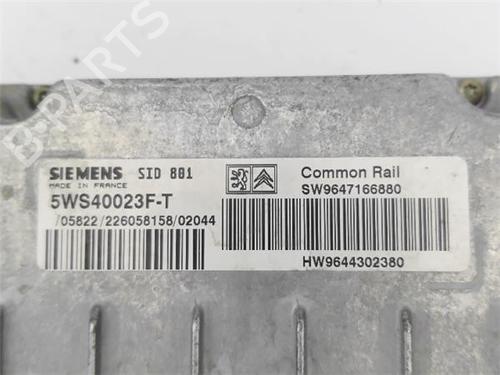 B-PARTS
SIEMENS SID 801
MADE IN FRANCE
5WS40023F-T
/05822/226058158/02044
Common Rail
SW9647166880
HW9644302380